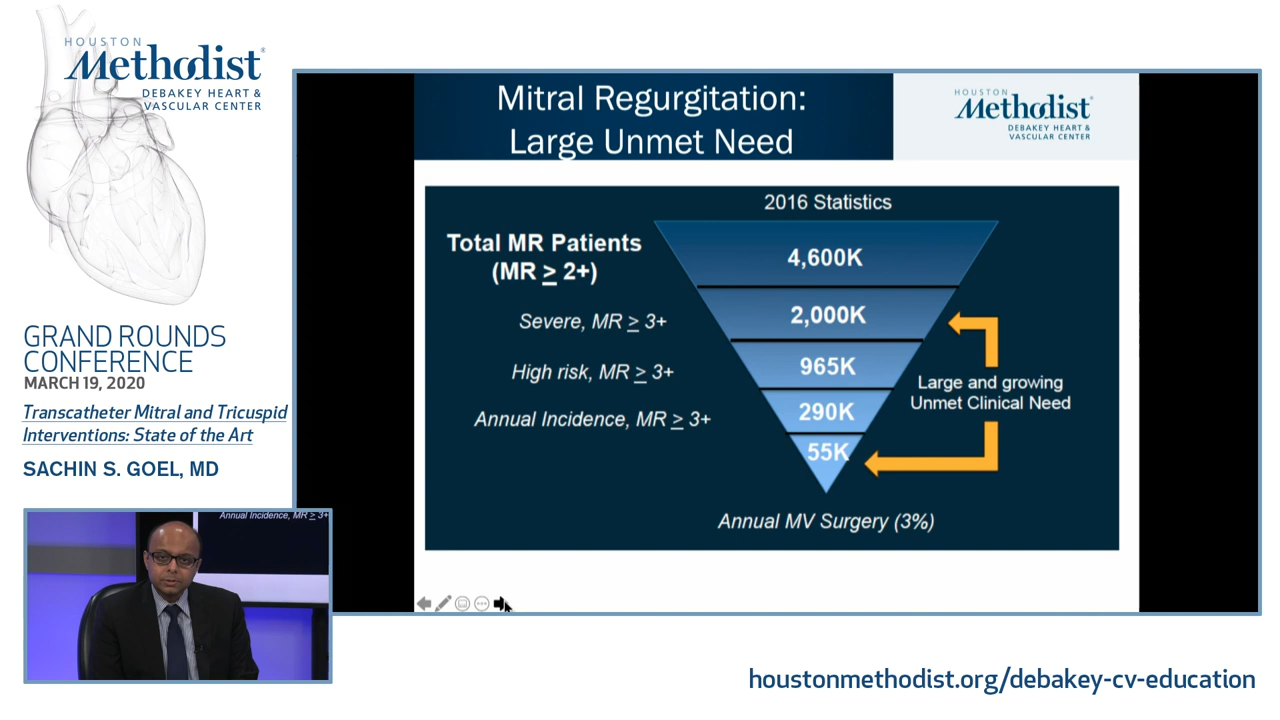 HOUSTON
Methodist
DEBAKEY HEART &
VASCULAR CENTER
GRAND ROUNDS
CONFERENCE
MARCH 19, 2020
Transcatheter Mitral and Tricuspid
Interventions: State of the Art
SACHIN S. GOEL, MD
Mitral Regurgitation:
Large Unmet Need
HOUSTON
Methodist
DEBAKEY HEART &
VASCULAR CENTER
2016 Statistics
Total MR Patients
(MR ≥ 2+)
4,600K
Severe, MR ≥ 3+
2,000K
High risk, MR ≥ 3+
965K
Annual Incidence, MR ≥ 3+
290K
55K
Large and growing
Unmet Clinical Need
Annual MV Surgery (3%)
Annual Incidence, MR ≥ 3+
houstonmethodist.org/debakey-cv-education